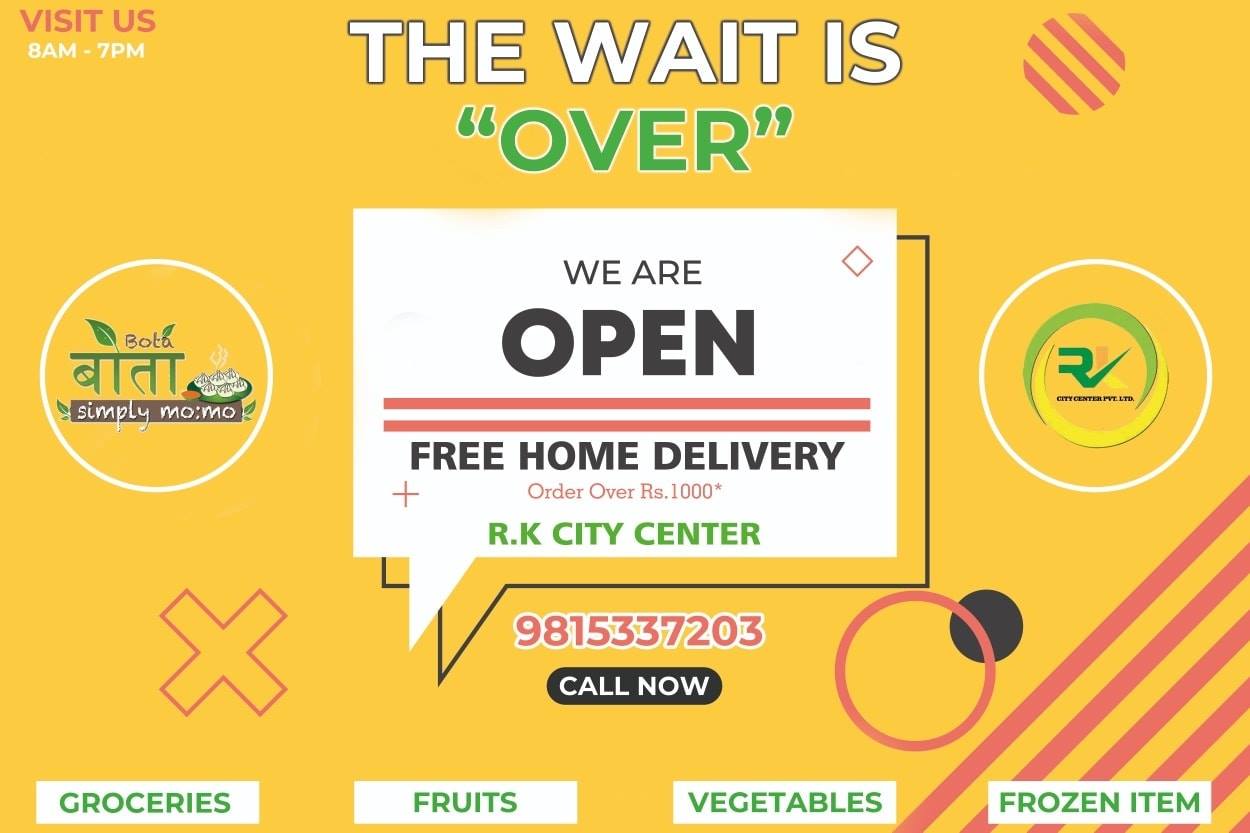 VISIT US
8AM - 7PM
THE WAIT IS
“OVER”
WE ARE
OPEN
FREE HOME DELIVERY
Order Over Rs.1000*
R.K CITY CENTER
Bota
बोटा
simply mo:mo
RK
CITY CENTER PVT. LTD.
9815337203
CALL NOW
GROCERIES
FRUITS
VEGETABLES
FROZEN ITEM